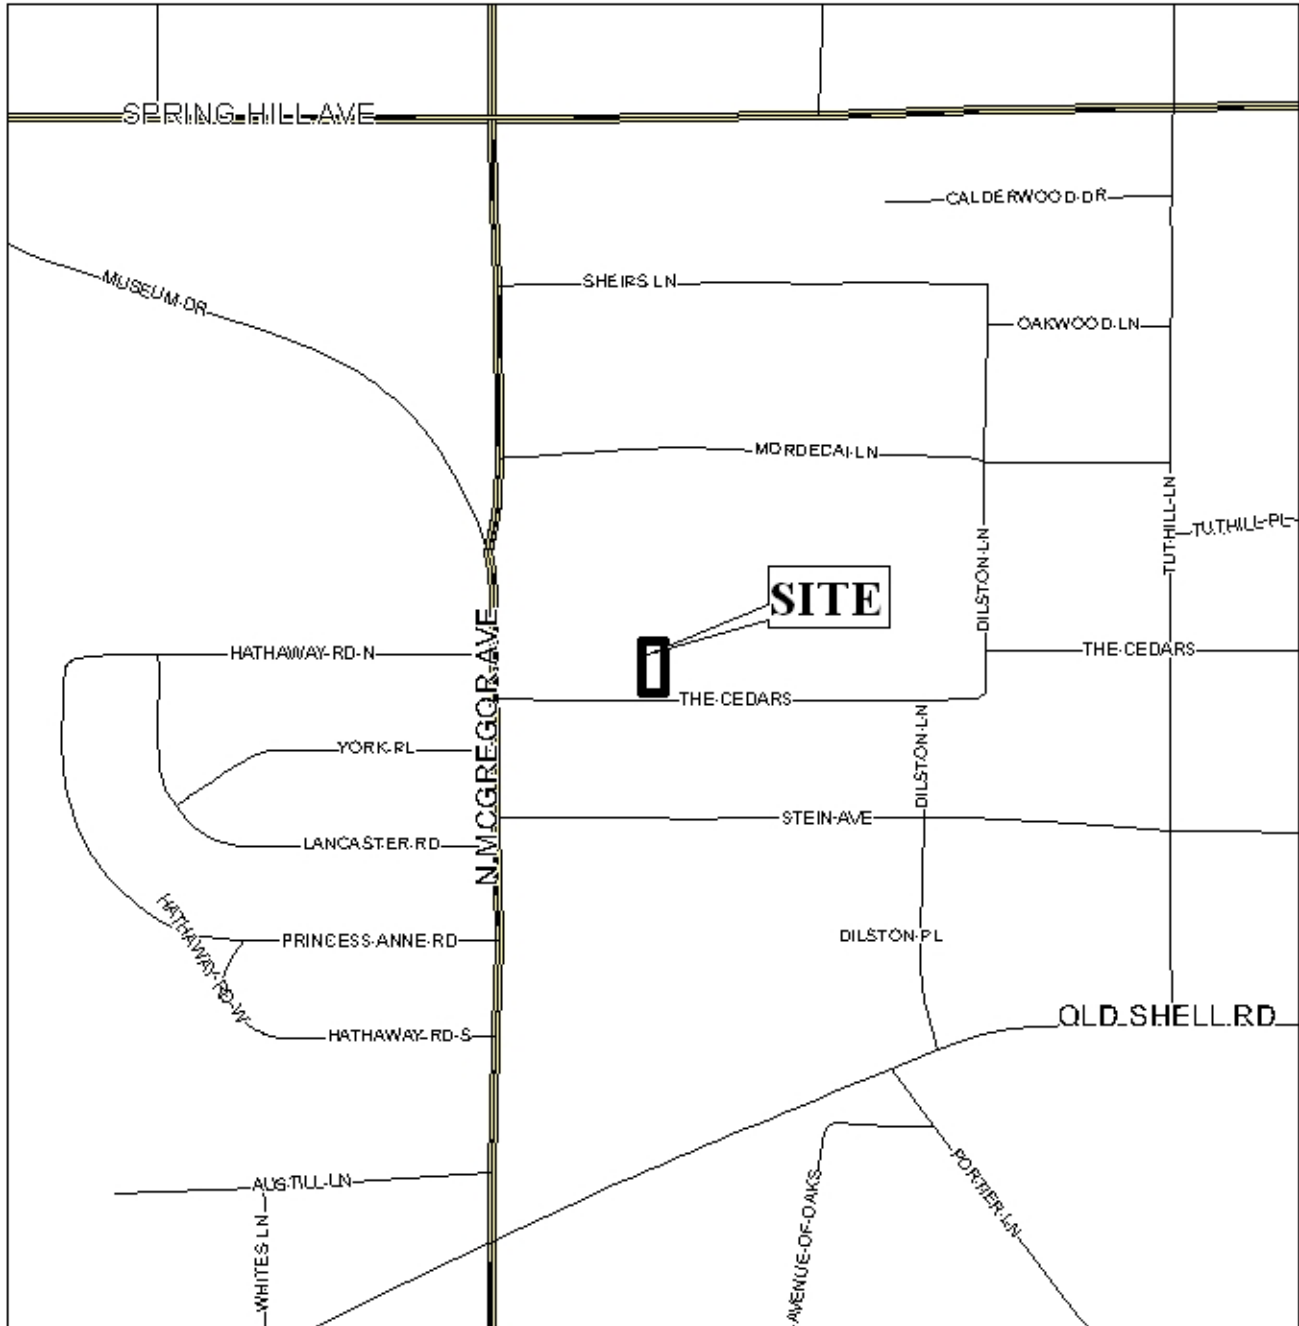 SPRING HILL AVE
CALDERWOOD DR
MUSEUM DR
SHEIRS LN
OAKWOOD LN
MORDECAI LN
TUTHILL LN
TUTHILL PL
DILSTON LN
SITE
HATHAWAY RD N
N MCGREGOR AVE
THE CEDARS
THE CEDARS
YORK PL
DILSTON LN
STEIN AVE
LANCASTER RD
HATHAWAY RD W
PRINCESS ANNE RD
DILSTON PL
OLD SHELL RD
HATHAWAY RD S
AUSTILL LN
WHITES LN
AVENUE OF OAKS
PORTIER LN